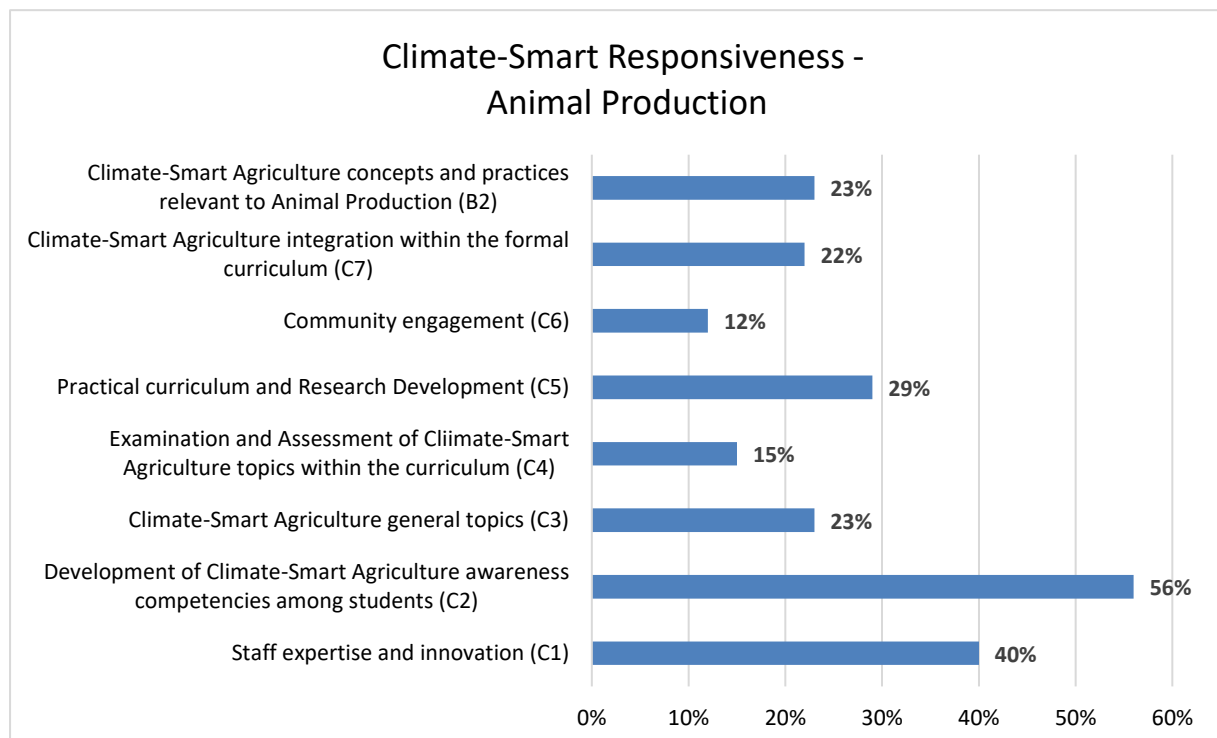 Climate-Smart Responsiveness -
Animal Production
Climate-Smart Agriculture concepts and practices
relevant to Animal Production (B2)
23%
Climate-Smart Agriculture integration within the formal
curriculum (C7)
22%
Community engagement (C6)
12%
Practical curriculum and Research Development (C5)
29%
Examination and Assessment of Cliimate-Smart
Agriculture topics within the curriculum (C4)
15%
Climate-Smart Agriculture general topics (C3)
23%
Development of Climate-Smart Agriculture awareness
competencies among students (C2)
56%
Staff expertise and innovation (C1)
40%
0% 10% 20% 30% 40% 50% 60%